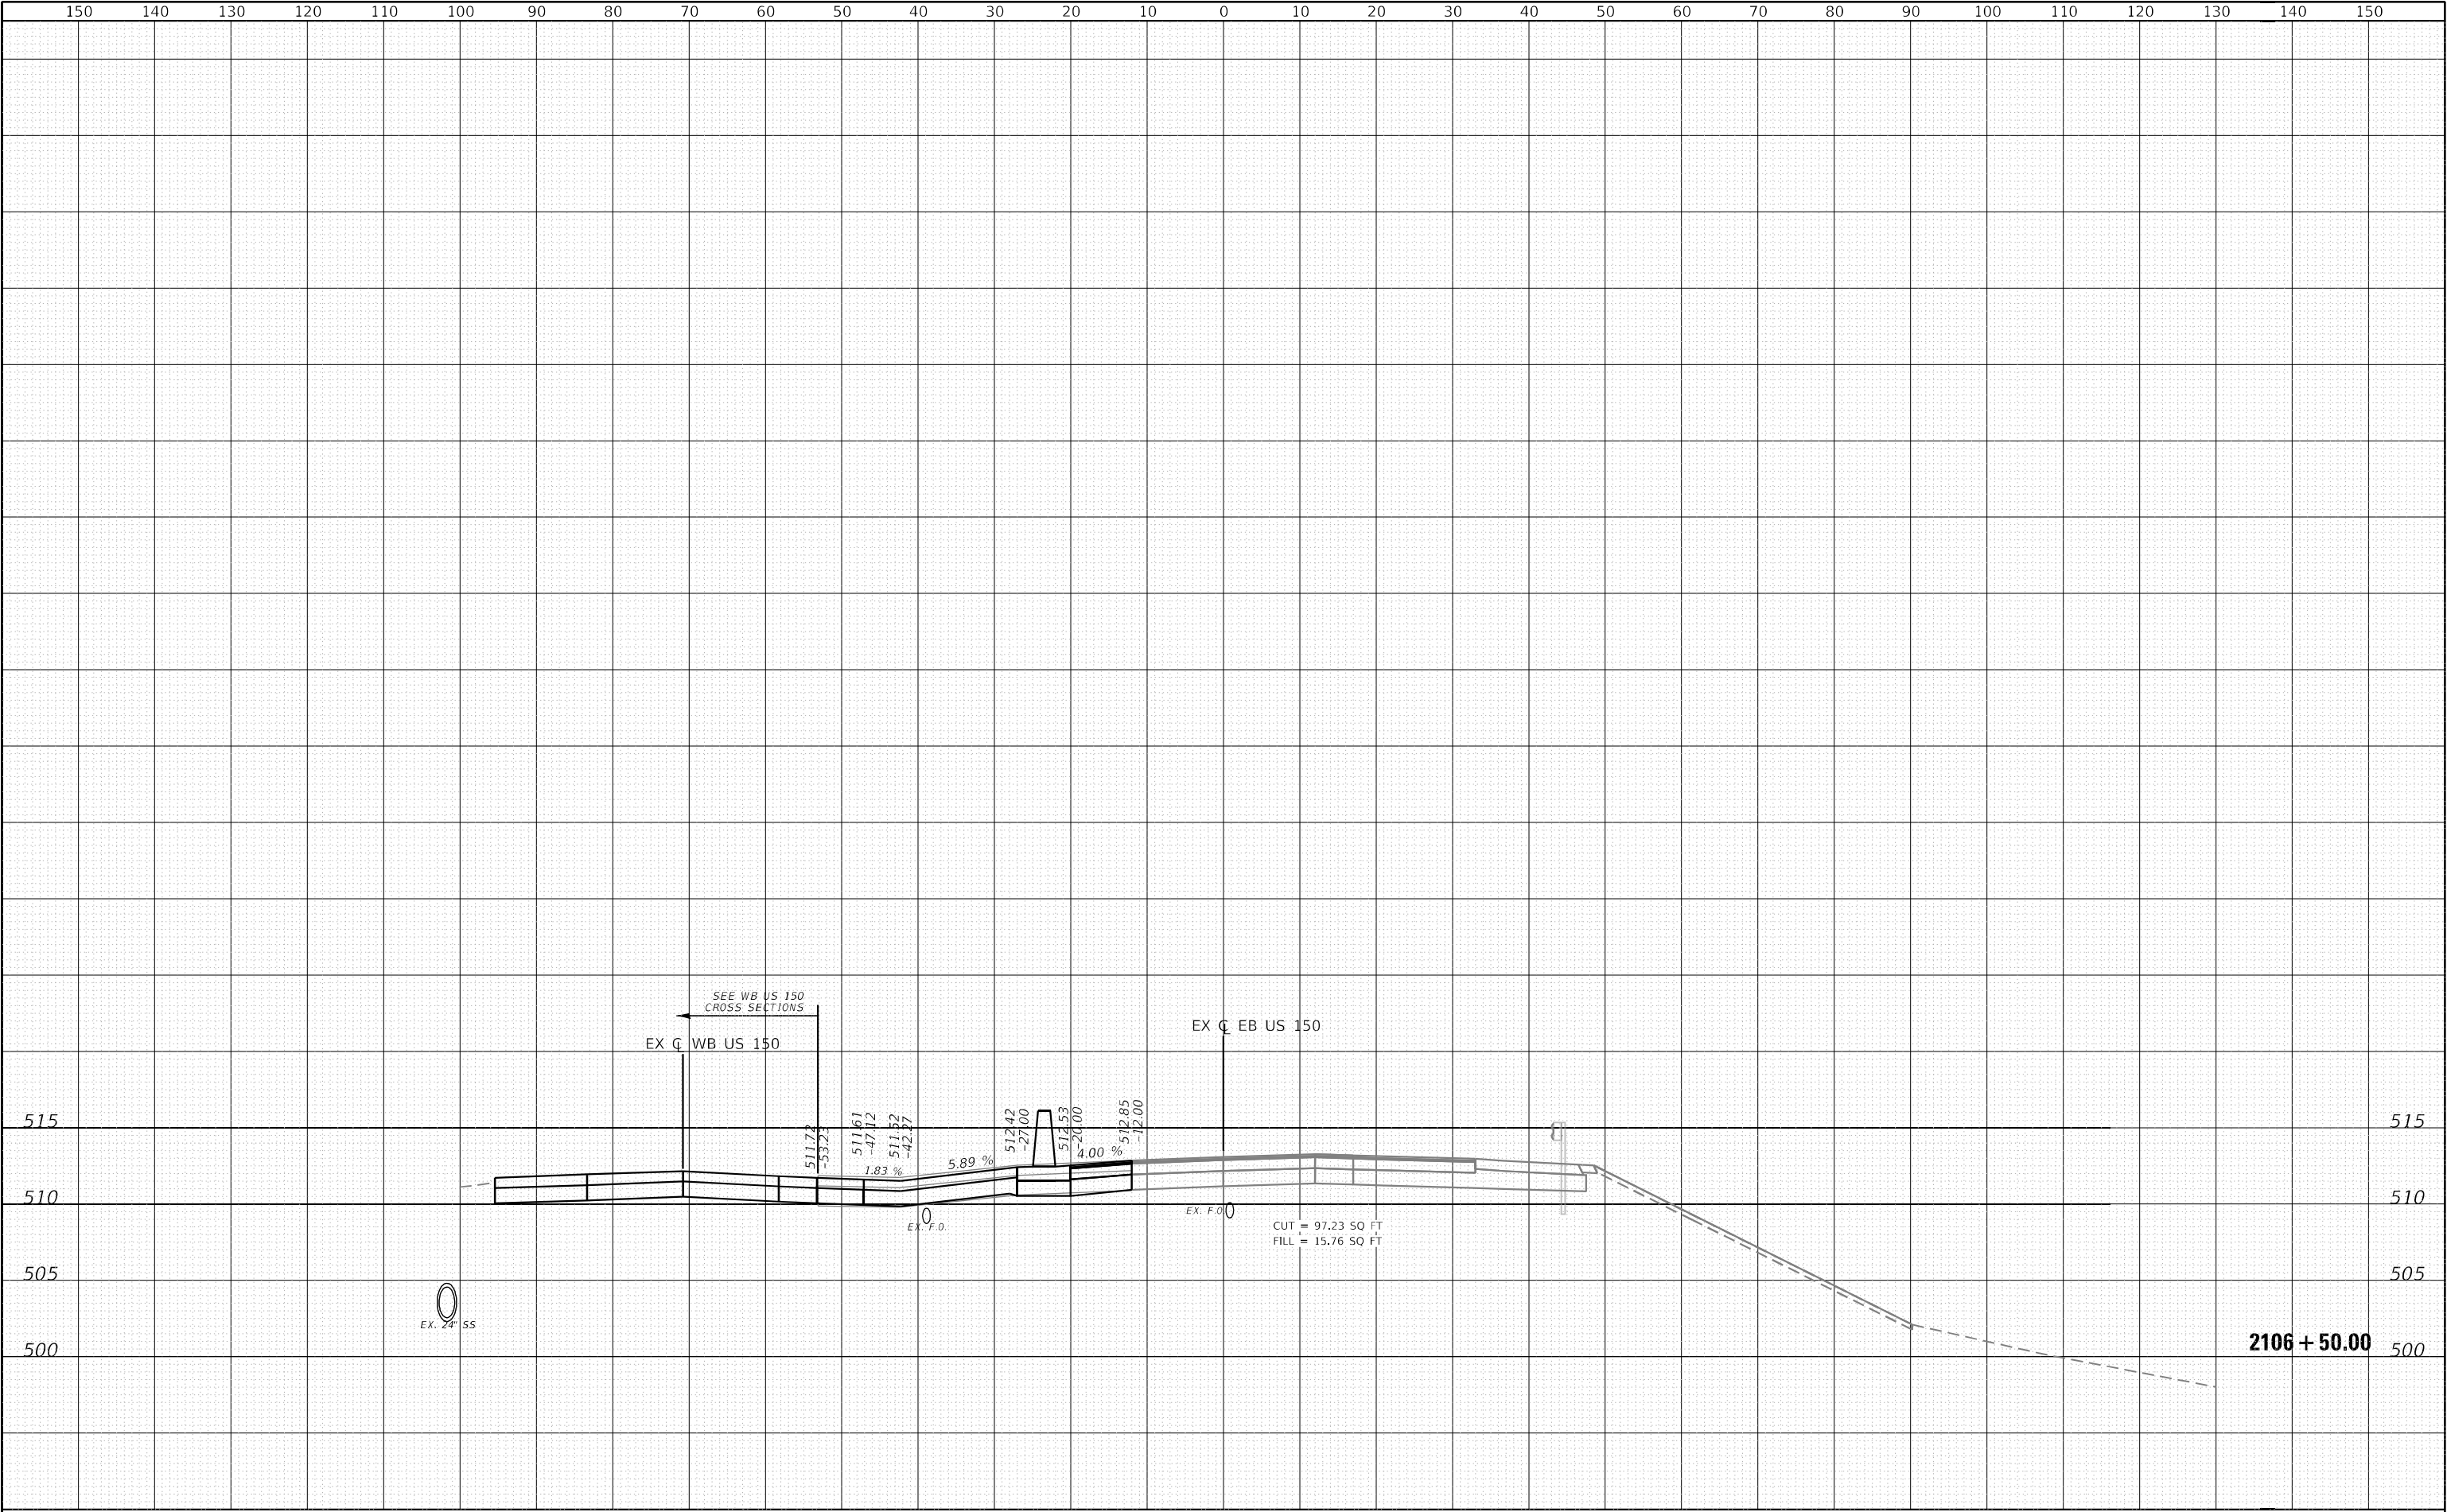 150 140 130 120 110 100 90 80 70 60 50 40 30 20 10 0 10 20 30 40 50 60 70 80 90 100 110 120 130 140 150
SEE WB US 150
CROSS SECTIONS
EX ℄ WB US 150
EX ℄ EB US 150
515
511.72
-53.23
511.61
-47.12
511.52
-42.27
512.42
-27.00
512.53
-20.00
512.85
-12.00
515
1.83 %
5.89 %
4.00 %
510
EX. F.O.
EX. F.O.
510
CUT = 97.23 SQ FT
FILL = 15.76 SQ FT
505
505
EX. 24" SS
500
2106+50.00
500